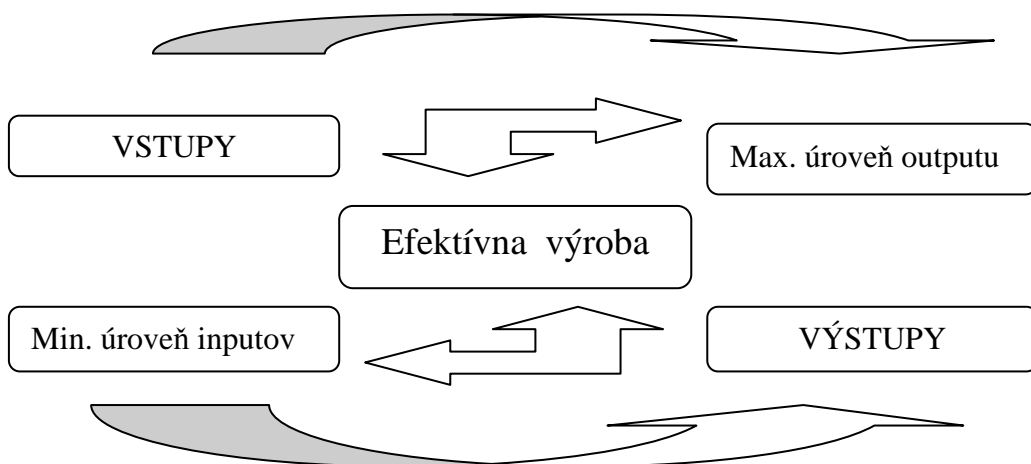 VSTUPY
Max. úroveň outputu
Efektívna výroba
Min. úroveň inputov
VÝSTUPY